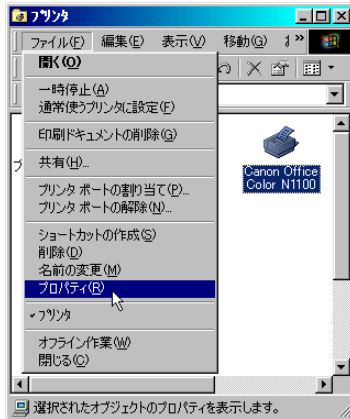 プリンタ
ファイル(F) 編集(E) 表示(V) 移動(G)
開く(O)
一時停止(A)
通常使うプリンタに設定(F)
印刷ドキュメントの削除(G)
共有(H)...
プリンタ ポートの割り当て(P)...
プリンタ ポートの解除(N)...
ショートカットの作成(S)
削除(D)
名前の変更(M)
プロパティ(R)
プリンタ
オフライン作業(W)
閉じる(C)
Canon Office
Color N1100
選択されたオブジェクトのプロパティを表示します。